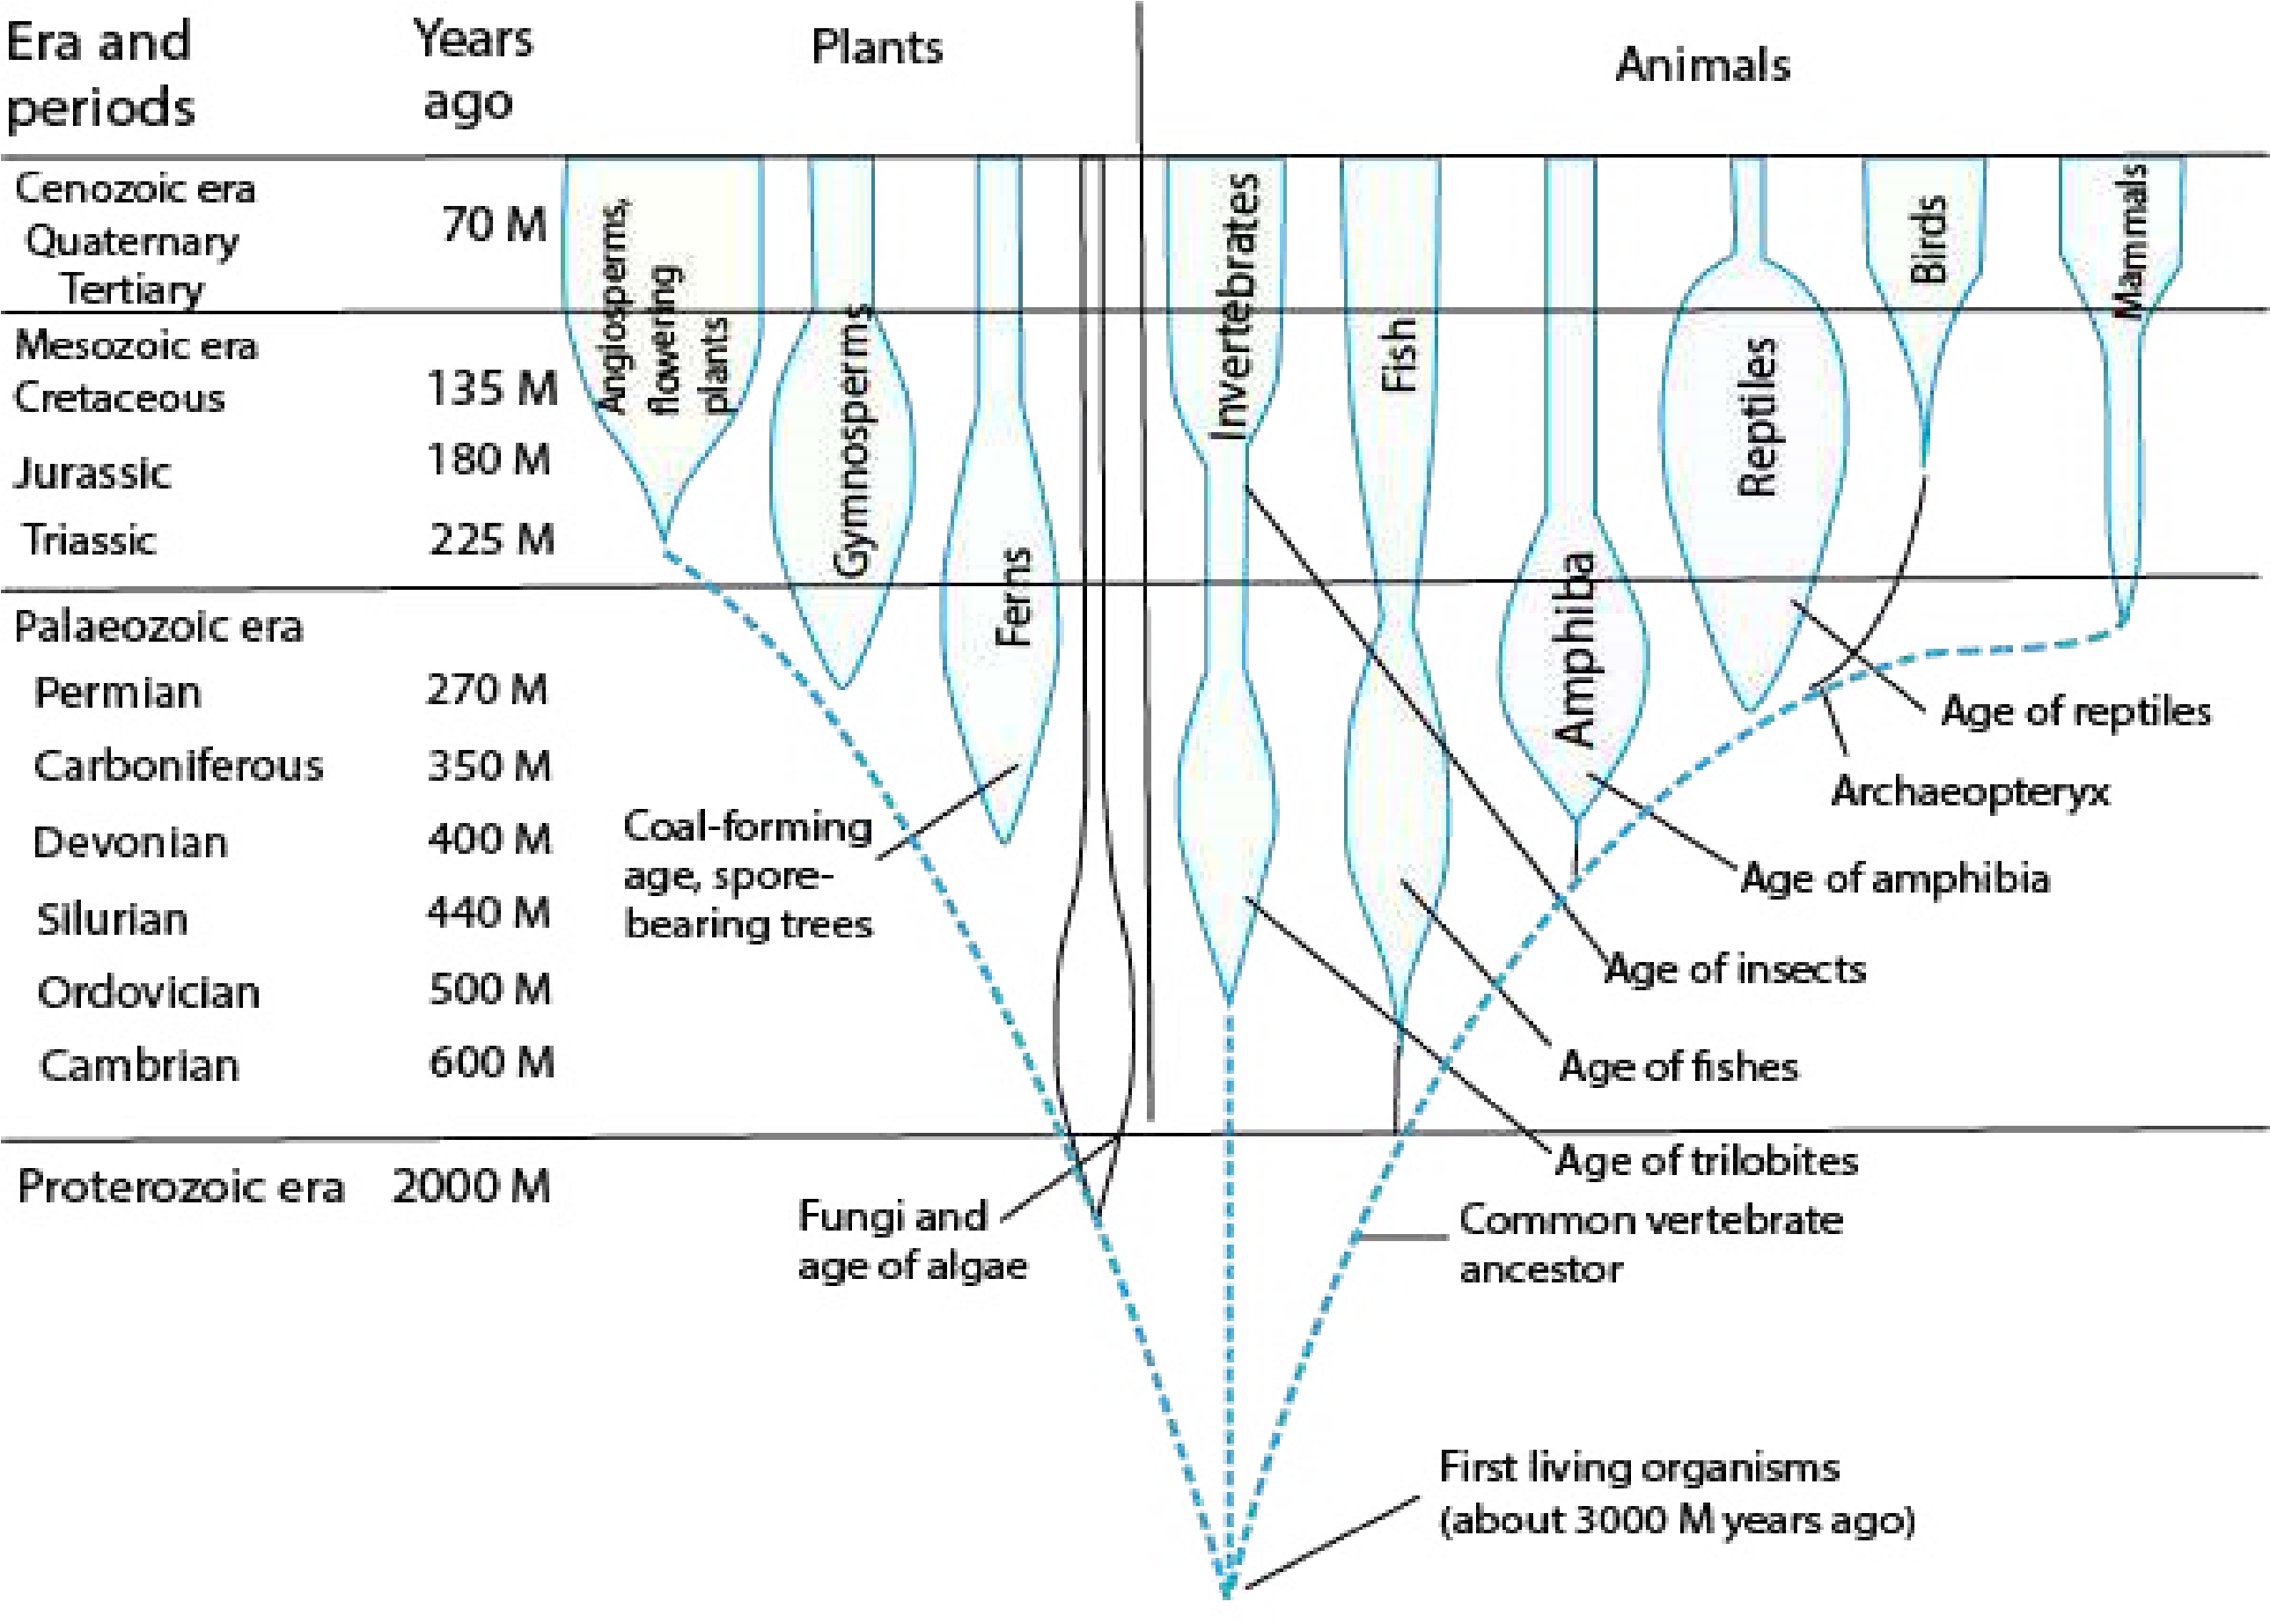 Era and
periods
Years
ago
Plants
Animals
Cenozoic era
Quaternary
Tertiary
70 M
Mesozoic era
Cretaceous
135 M
Jurassic
180 M
Triassic
225 M
Palaeozoic era
Permian
270 M
Carboniferous
350 M
Devonian
400 M
Silurian
440 M
Ordovician
500 M
Cambrian
600 M
Proterozoic era
2000 M
Angiosperms,
flowering
plants
Gymnosperms
Ferns
Invertebrates
Fish
Amphiba
Reptiles
Birds
Mammals
Coal-forming
age, spore-
bearing trees
Fungi and
age of algae
Age of reptiles
Archaeopteryx
Age of amphibia
Age of insects
Age of fishes
Age of trilobites
Common vertebrate
ancestor
First living organisms
(about 3000 M years ago)